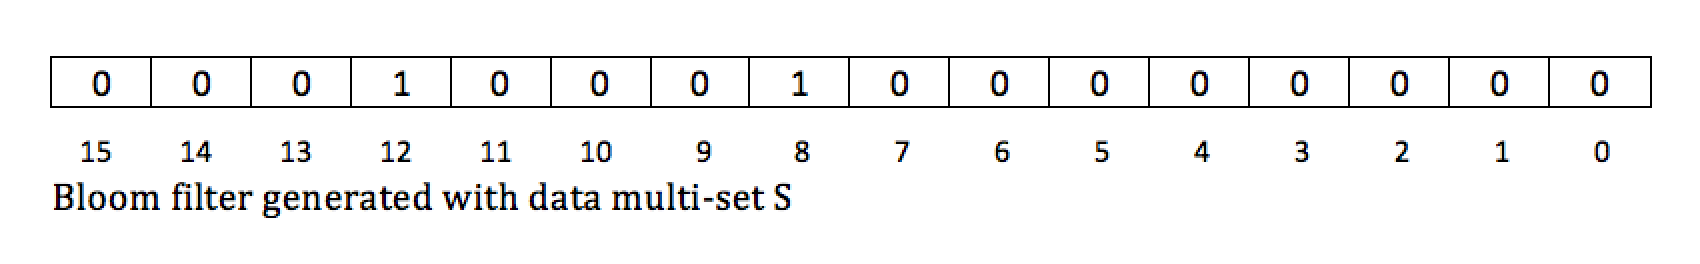 0 0 0 1 0 0 0 1 0 0 0 0 0 0 0 0
15 14 13 12 11 10 9 8 7 6 5 4 3 2 1 0
Bloom filter generated with data multi-set S